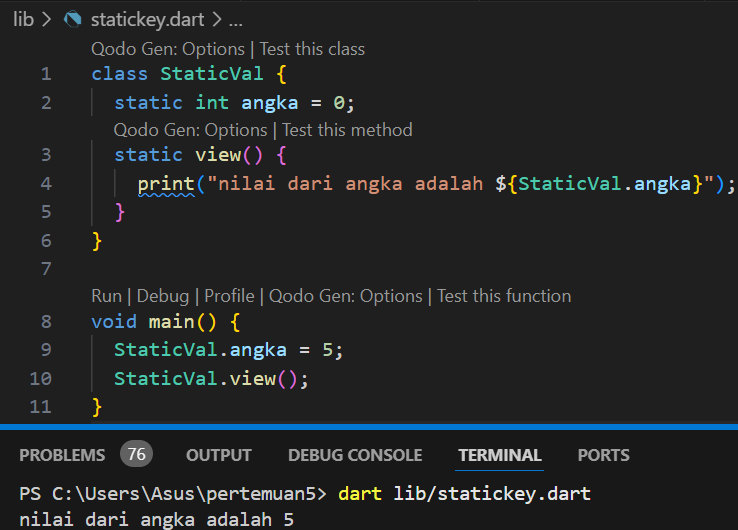 lib > statickey.dart > ...
Qodo Gen: Options | Test this class
1 class StaticVal {
2 static int angka = 0;
Qodo Gen: Options | Test this method
3 static view() {
4 print("nilai dari angka adalah ${StaticVal.angka}");
5 }
6 }
7
Run | Debug | Profile | Qodo Gen: Options | Test this function
8 void main() {
9 StaticVal.angka = 5;
10 StaticVal.view();
11 }
PROBLEMS 76 OUTPUT DEBUG CONSOLE TERMINAL PORTS
PS C:\Users\Asus\pertemuan5> dart lib/statickey.dart
nilai dari angka adalah 5